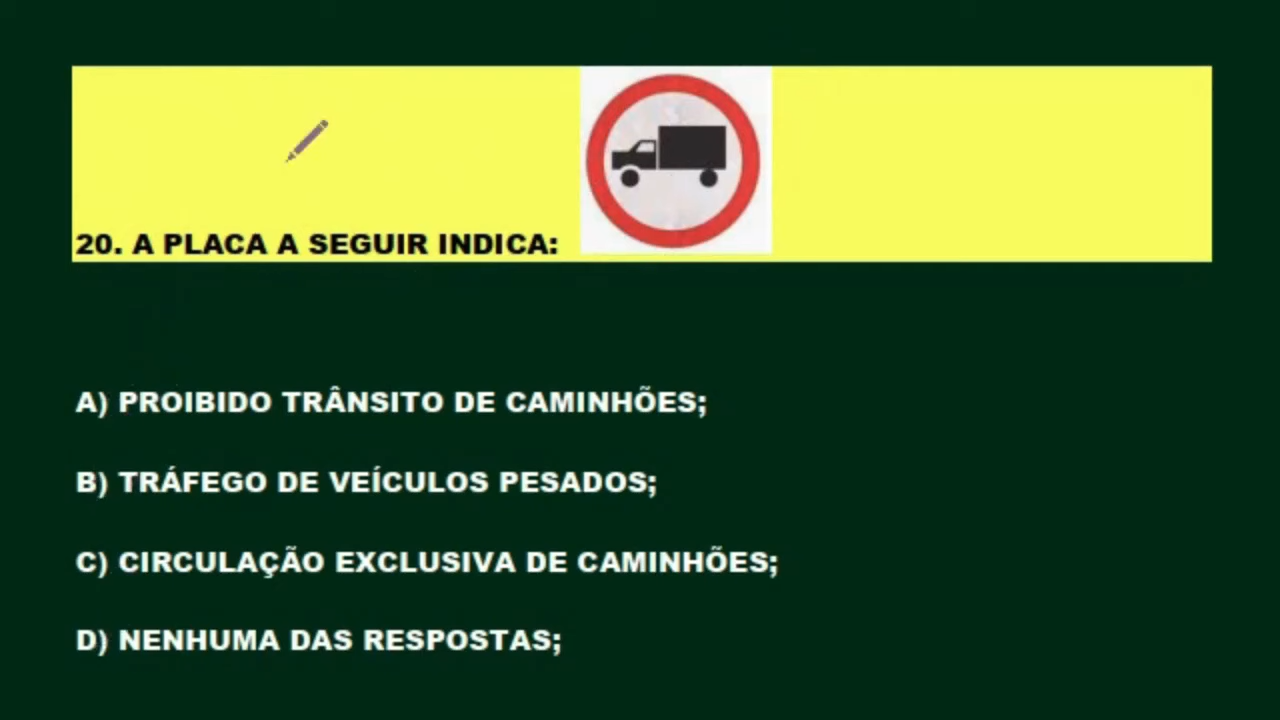 20. A PLACA A SEGUIR INDICA:
A) PROIBIDO TRÂNSITO DE CAMINHÕES;
B) TRÁFEGO DE VEÍCULOS PESADOS;
C) CIRCULAÇÃO EXCLUSIVA DE CAMINHÕES;
D) NENHUMA DAS RESPOSTAS;